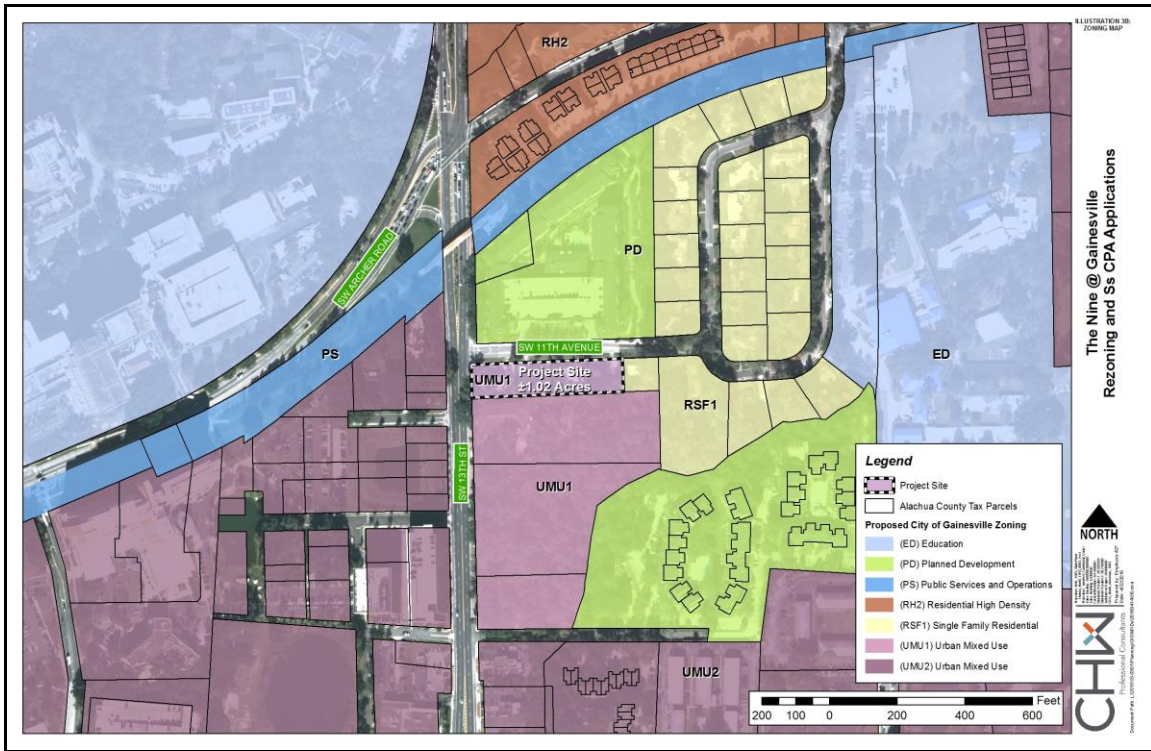 ILLUSTRATION 3B:
ZONING MAP
The Nine @ Gainesville
Rezoning and Ss CPA Applications
RH2
PD
SW ARCHER ROAD
PS
SW 11TH AVENUE
UMU1
Project Site
±1.02 Acres
ED
RSF1
SW 13TH ST
UMU1
UMU2
Legend
Project Site
Alachua County Tax Parcels
Proposed City of Gainesville Zoning
(ED) Education
(PD) Planned Development
(PS) Public Services and Operations
(RH2) Residential High Density
(RSF1) Single Family Residential
(UMU1) Urban Mixed Use
(UMU2) Urban Mixed Use
Feet
200 100 0 200 400 600
NORTH
CHW
Professional Consultants